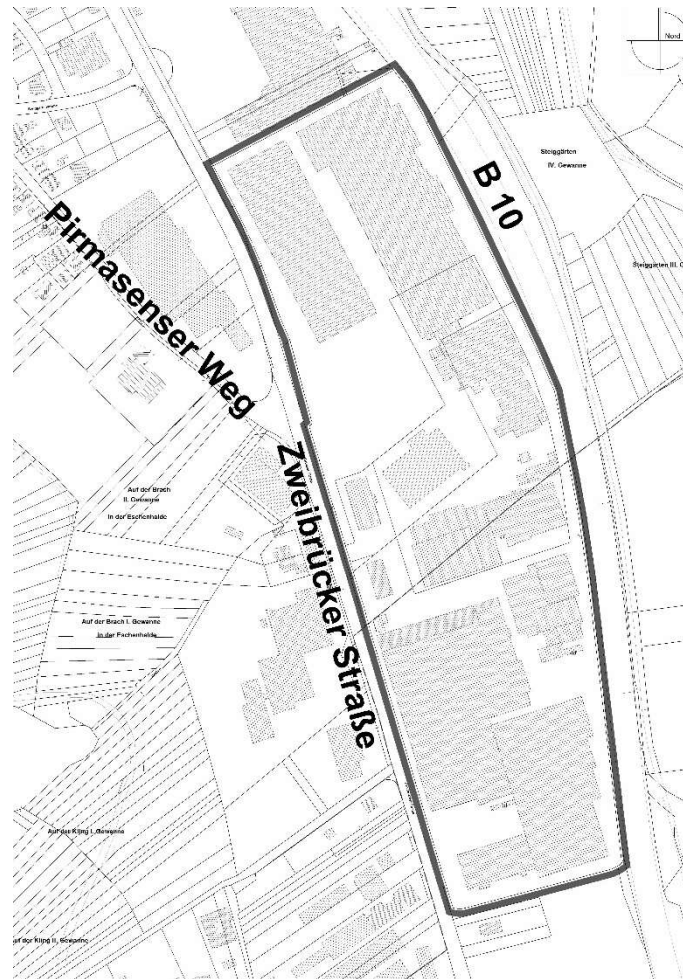 Nord
B 10
Steiggärten
IV. Gewanne
Steiggärten III. G
Pirmasenser Weg
Zweibrücker Straße
Auf der Brach
II. Gewanne
In der Eschenhalde
Auf der Brach I. Gewanne
In der Eschenhalde
Auf der Kling I. Gewanne
auf der Kling II. Gewanne